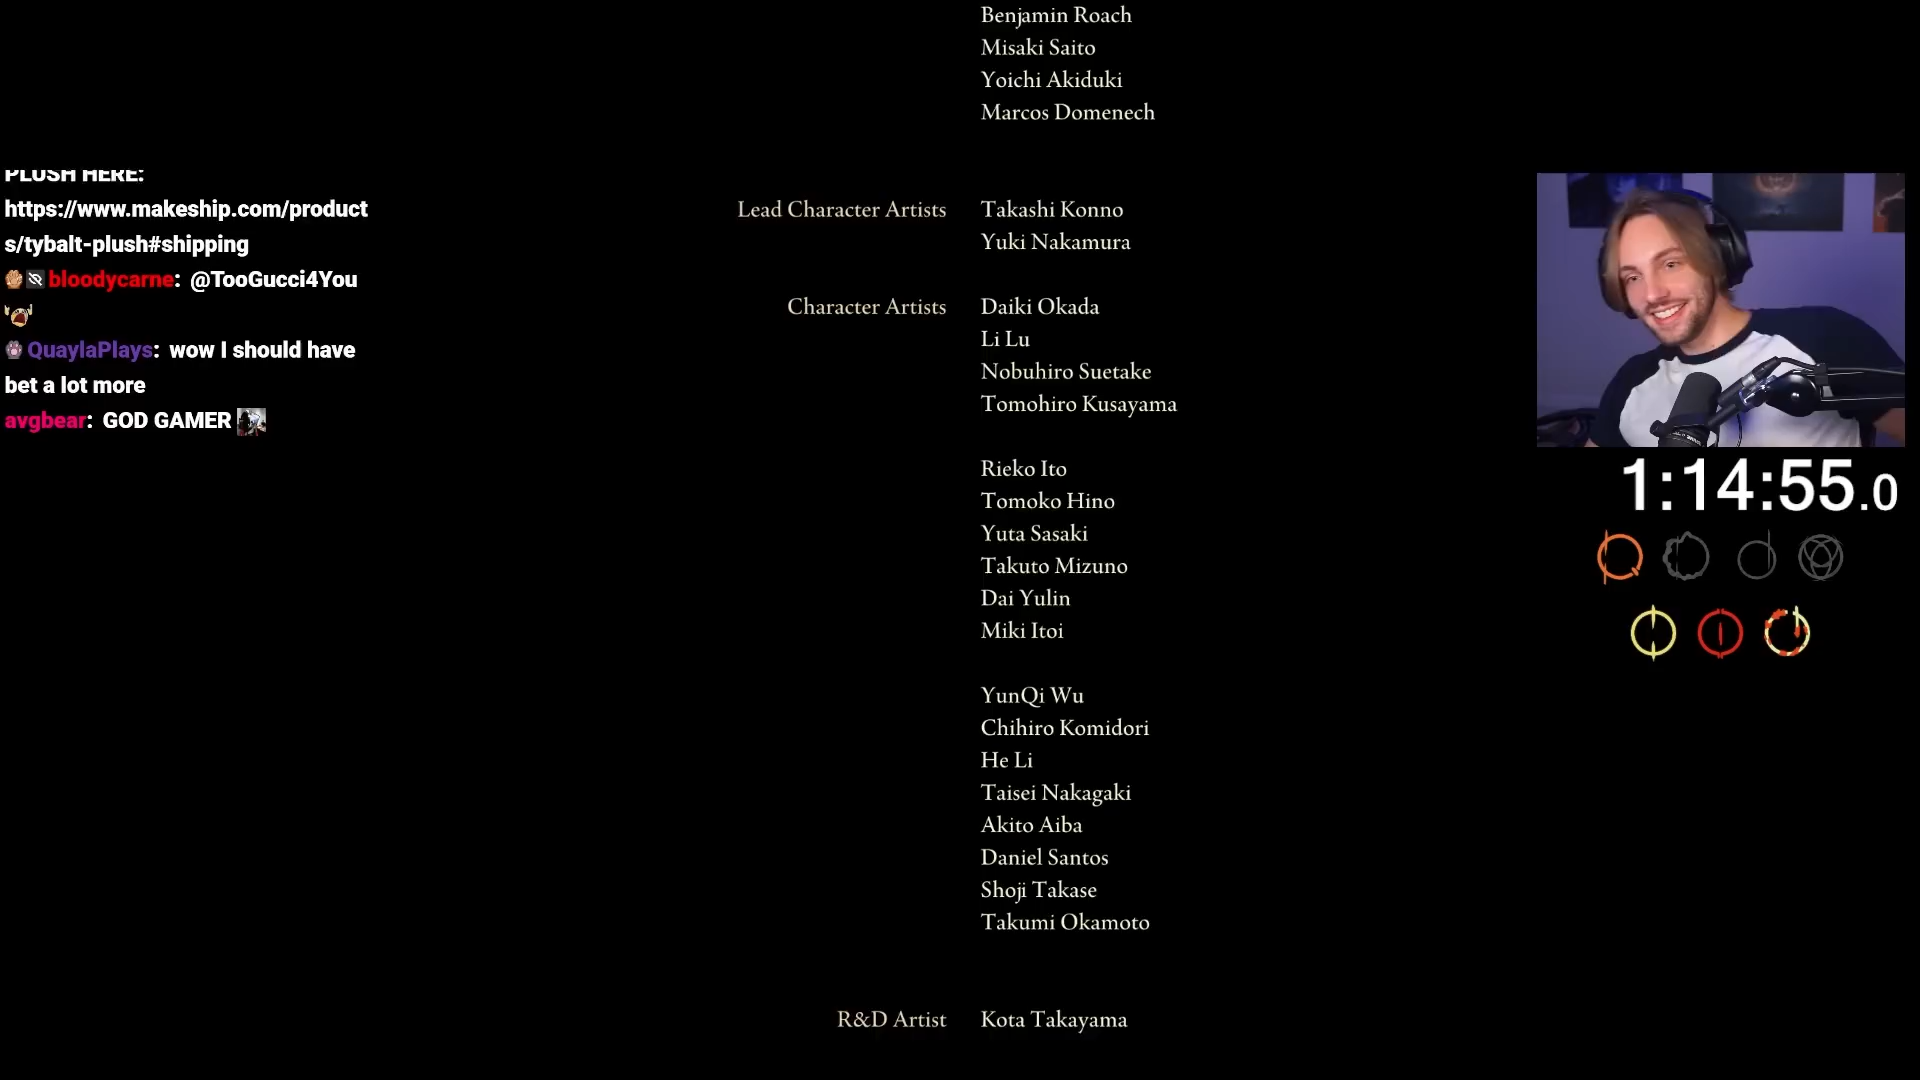 Benjamin Roach
Misaki Saito
Yoichi Akiduki
Marcos Domenech
PLUSH HERE:
https://www.makeship.com/product
s/tybalt-plush#shipping
bloodycarne: @TooGucci4You
QuaylaPlays: wow I should have
bet a lot more
avgbear: GOD GAMER
Lead Character Artists Takashi Konno
Yuki Nakamura
Character Artists Daiki Okada
Li Lu
Nobuhiro Suetake
Tomohiro Kusayama
Rieko Ito
Tomoko Hino
Yuta Sasaki
Takuto Mizuno
Dai Yulin
Miki Itoi
YunQi Wu
Chihiro Komidori
He Li
Taisei Nakagaki
Akito Aiba
Daniel Santos
Shoji Takase
Takumi Okamoto
R&D Artist Kota Takayama
1:14:55.0